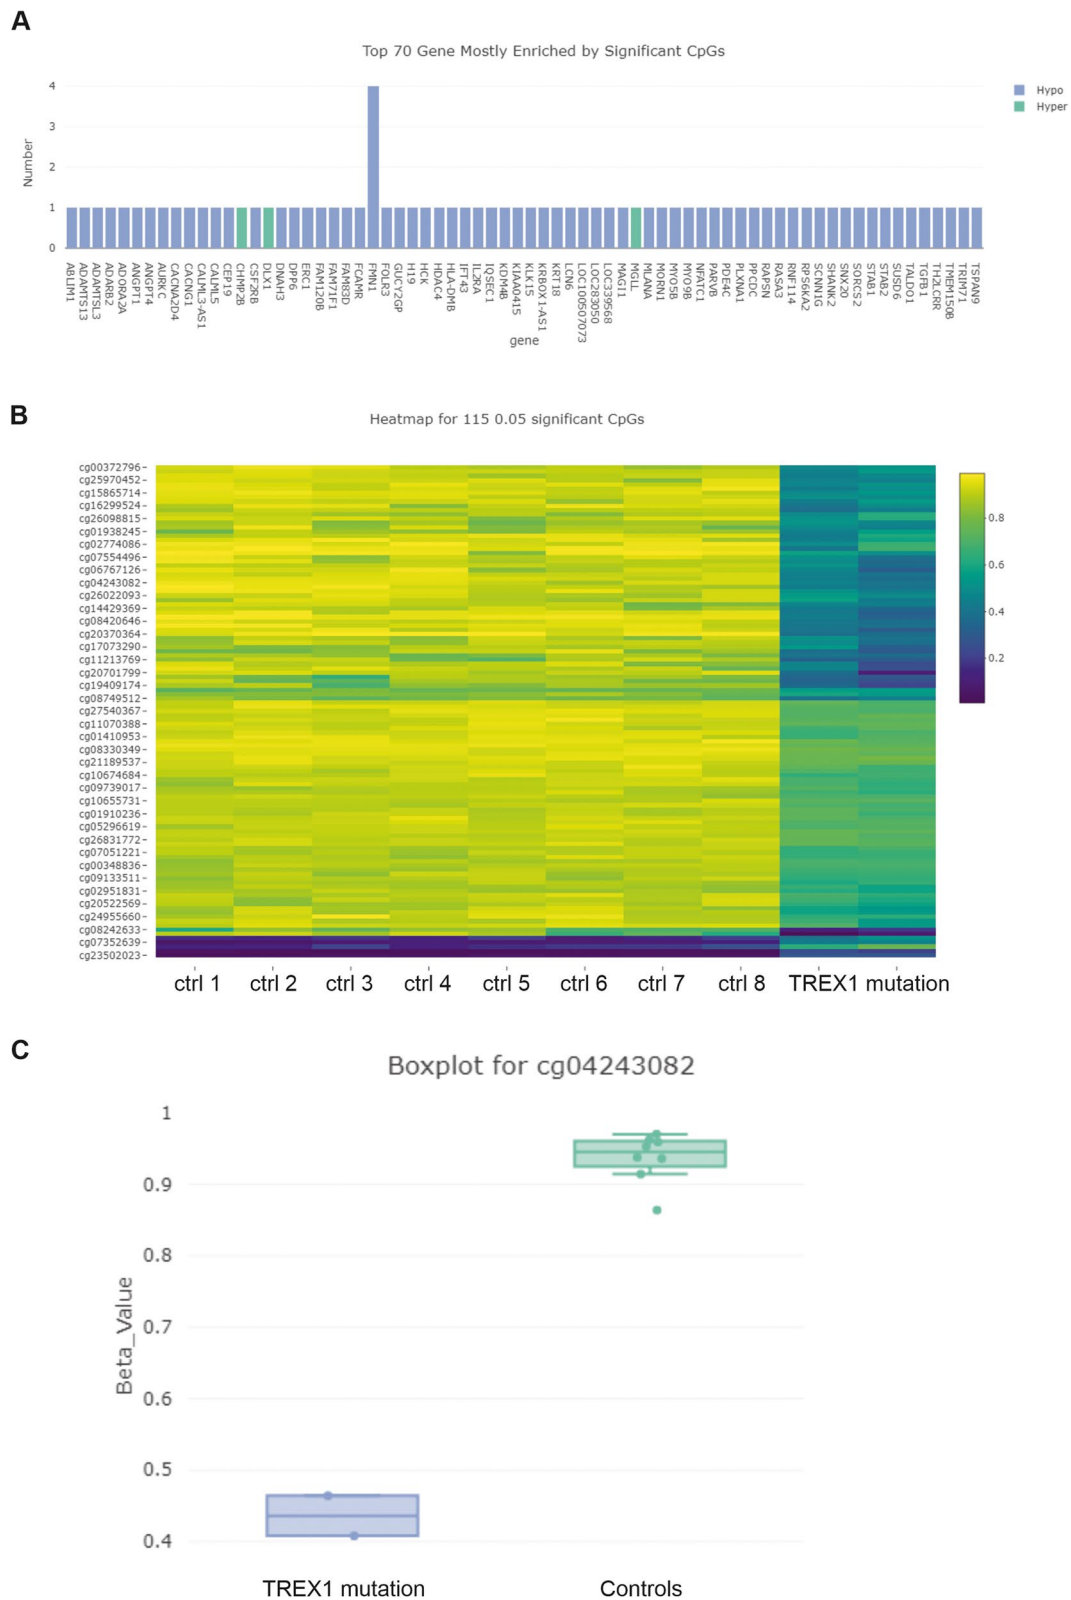 A
Top 70 Gene Mostly Enriched by Significant CpGs
Hypo
Hyper
Number
4
3
2
1
0
ABLIM1
ADAMTS13
ADAMTSL3
ADARB2
ADORA2A
ANGPT1
ANGPT4
AURKC
CACNA2D4
CACNG1
CALML3-AS1
CALML5
CEP19
CHMP2B
CSF2RB
DLX1
DNAH3
DPP6
ERC1
FAM120B
FAM71F1
FAM83D
FCAMR
FMN1
FOLR3
GUCY2GP
H19
HCK
HDAC4
HLA-DMB
IFT43
IL2RA
IQSEC1
KDM4B
KIAA0415
KLK15
KRBOX1-AS1
KRT18
LCN6
LOC100507073
LOC283050
LOC339568
MAGI1
MGLL
MLANA
MORN1
MYO5B
MYO9B
NFATC1
PARVB
PDE4C
PLXNA1
PPCDC
RAPSN
RASA3
RNF114
RPS6KA2
SCNN1G
SHANK2
SNX20
SORCS2
STAB1
STAB2
SUSD6
TALDO1
TGFB1
TH2LCRR
TMEM150B
TRIM71
TSPAN9
gene
B
Heatmap for 115 0.05 significant CpGs
cg00372796
cg25970452
cg15865714
cg16299524
cg26098815
cg01938245
cg02774086
cg07554496
cg06767126
cg04243082
cg26022093
cg14429369
cg08420646
cg20370364
cg17073290
cg11213769
cg20701799
cg19409174
cg08749512
cg27540367
cg11070388
cg01410953
cg08330349
cg21189537
cg10674684
cg09739017
cg10655731
cg01910236
cg05296619
cg26831772
cg07051221
cg00348836
cg09133511
cg02951831
cg20522569
cg24955660
cg08242633
cg07352639
cg23502023
0.8
0.6
0.4
0.2
ctrl 1 ctrl 2 ctrl 3 ctrl 4 ctrl 5 ctrl 6 ctrl 7 ctrl 8 TREX1 mutation
C
Boxplot for cg04243082
Beta_Value
1
0.9
0.8
0.7
0.6
0.5
0.4
TREX1 mutation Controls